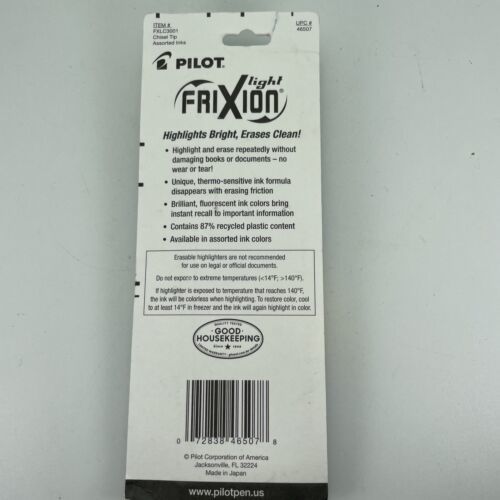 ITEM #
FXLC3001
Chisel Tip
Assorted Inks
UPC #
46507
PILOT
light
FRIXION®
Highlights Bright, Erases Clean!
• Highlight and erase repeatedly without
damaging books or documents – no
wear or tear!
• Unique, thermo-sensitive ink formula
disappears with erasing friction
• Brilliant, fluorescent ink colors bring
instant recall to important information
• Contains 87% recycled plastic content
• Available in assorted ink colors
Erasable highlighters are not recommended
for use on legal or official documents.
Do not expose to extreme temperatures (<14°F; >140°F).
If highlighter is exposed to temperature that reaches 140°F,
the ink will be colorless when highlighting. To restore color, cool
to at least 14°F in freezer and the ink will again highlight in color.
QUALITY TESTED
GOOD
HOUSEKEEPING
Since ★ 1909
LIMITED WARRANTY
0 72838 46507 8
© Pilot Corporation of America
Jacksonville, FL 32224
Made in Japan
www.pilotpen.us